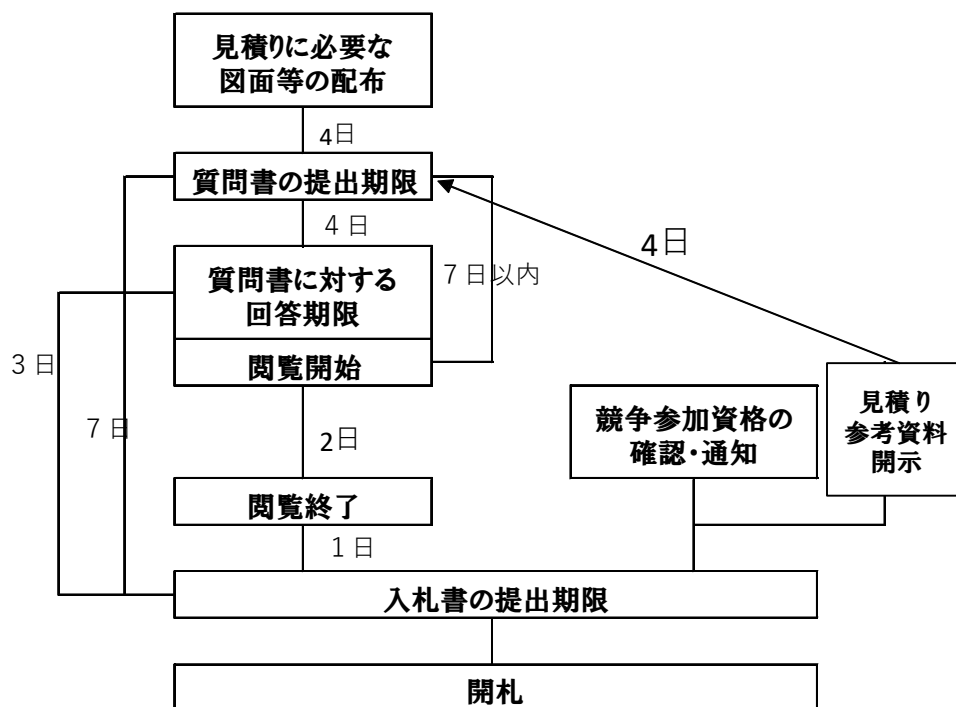 見積りに必要な
図面等の配布
4日
質問書の提出期限
４日
4日
質問書に対する
回答期限
７日以内
閲覧開始
３日
７日
2日
競争参加資格の
確認・通知
見積り
参考資料
開示
閲覧終了
１日
入札書の提出期限
開札